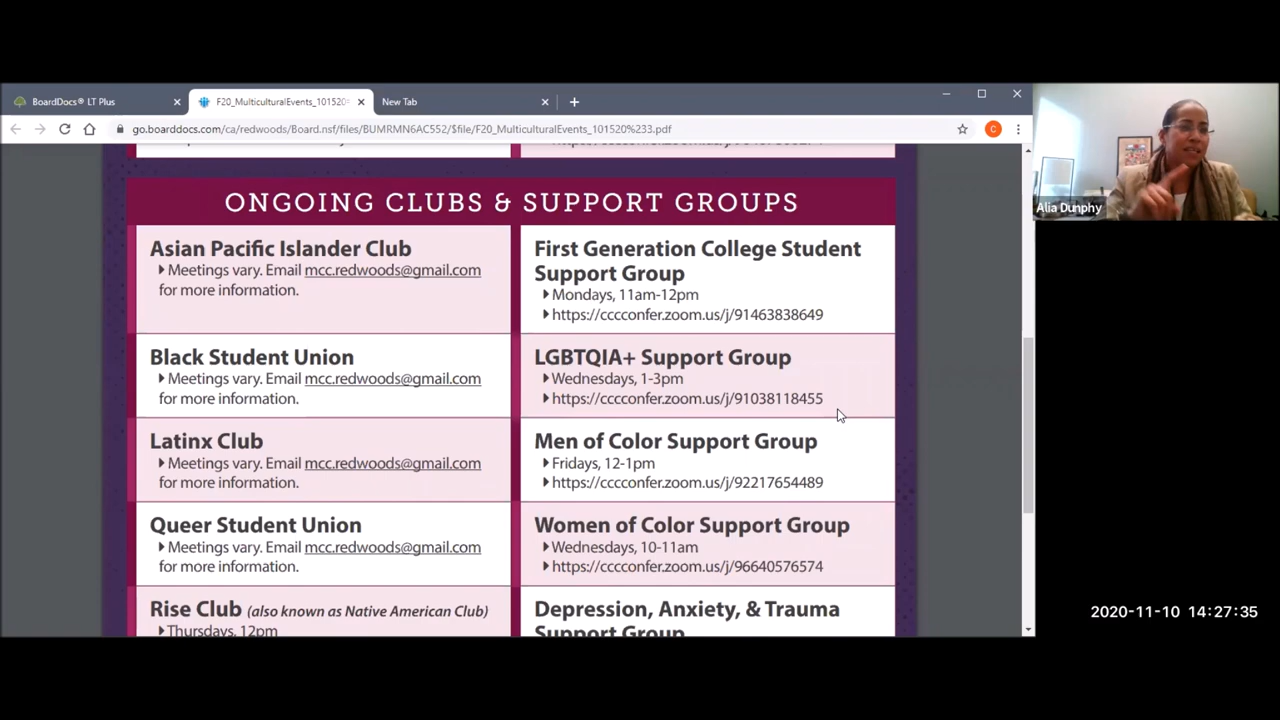 BoardDocs® LT Plus
F20_MulticulturalEvents_101520
New Tab
go.boarddocs.com/ca/redwoods/Board.nsf/files/BUMRMN6AC552/$file/F20_MulticulturalEvents_101520%233.pdf
C
Alia Dunphy
ONGOING CLUBS & SUPPORT GROUPS
Asian Pacific Islander Club
Meetings vary. Email mcc.redwoods@gmail.com
for more information.
Black Student Union
Meetings vary. Email mcc.redwoods@gmail.com
for more information.
Latinx Club
Meetings vary. Email mcc.redwoods@gmail.com
for more information.
Queer Student Union
Meetings vary. Email mcc.redwoods@gmail.com
for more information.
Rise Club (also known as Native American Club)
Thursdays, 12pm
First Generation College Student
Support Group
Mondays, 11am-12pm
https://cccconfer.zoom.us/j/91463838649
LGBTQIA+ Support Group
Wednesdays, 1-3pm
https://cccconfer.zoom.us/j/91038118455
Men of Color Support Group
Fridays, 12-1pm
https://cccconfer.zoom.us/j/92217654489
Women of Color Support Group
Wednesdays, 10-11am
https://cccconfer.zoom.us/j/96640576574
Depression, Anxiety, & Trauma
Support Group
2020-11-10 14:27:35